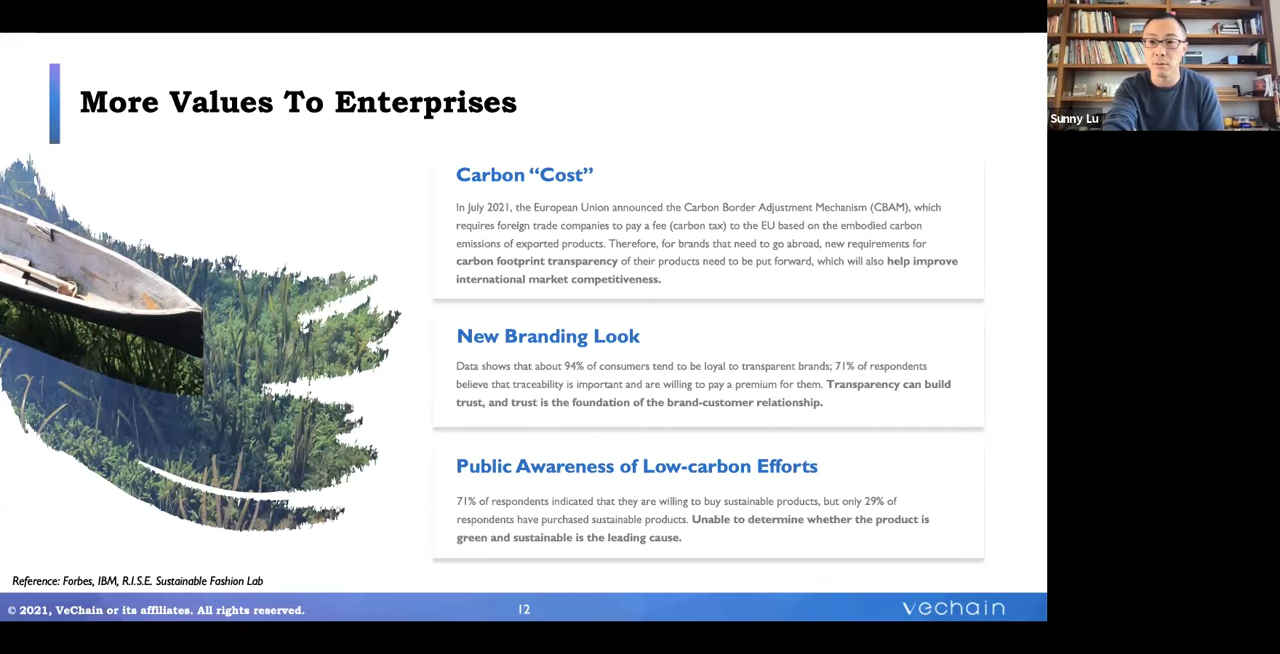 More Values To Enterprises
Carbon “Cost”
In July 2021, the European Union announced the Carbon Border Adjustment Mechanism (CBAM), which
requires foreign trade companies to pay a fee (carbon tax) to the EU based on the embodied carbon
emissions of exported products. Therefore, for brands that need to go abroad, new requirements for
carbon footprint transparency of their products need to be put forward, which will also help improve
international market competitiveness.
New Branding Look
Data shows that about 94% of consumers tend to be loyal to transparent brands; 71% of respondents
believe that traceability is important and are willing to pay a premium for them. Transparency can build
trust, and trust is the foundation of the brand-customer relationship.
Public Awareness of Low-carbon Efforts
71% of respondents indicated that they are willing to buy sustainable products, but only 29% of
respondents have purchased sustainable products. Unable to determine whether the product is
green and sustainable is the leading cause.
Reference: Forbes, IBM, R.I.S.E. Sustainable Fashion Lab
© 2021, VeChain or its affiliates. All rights reserved.
12
vechain
Sunny Lu